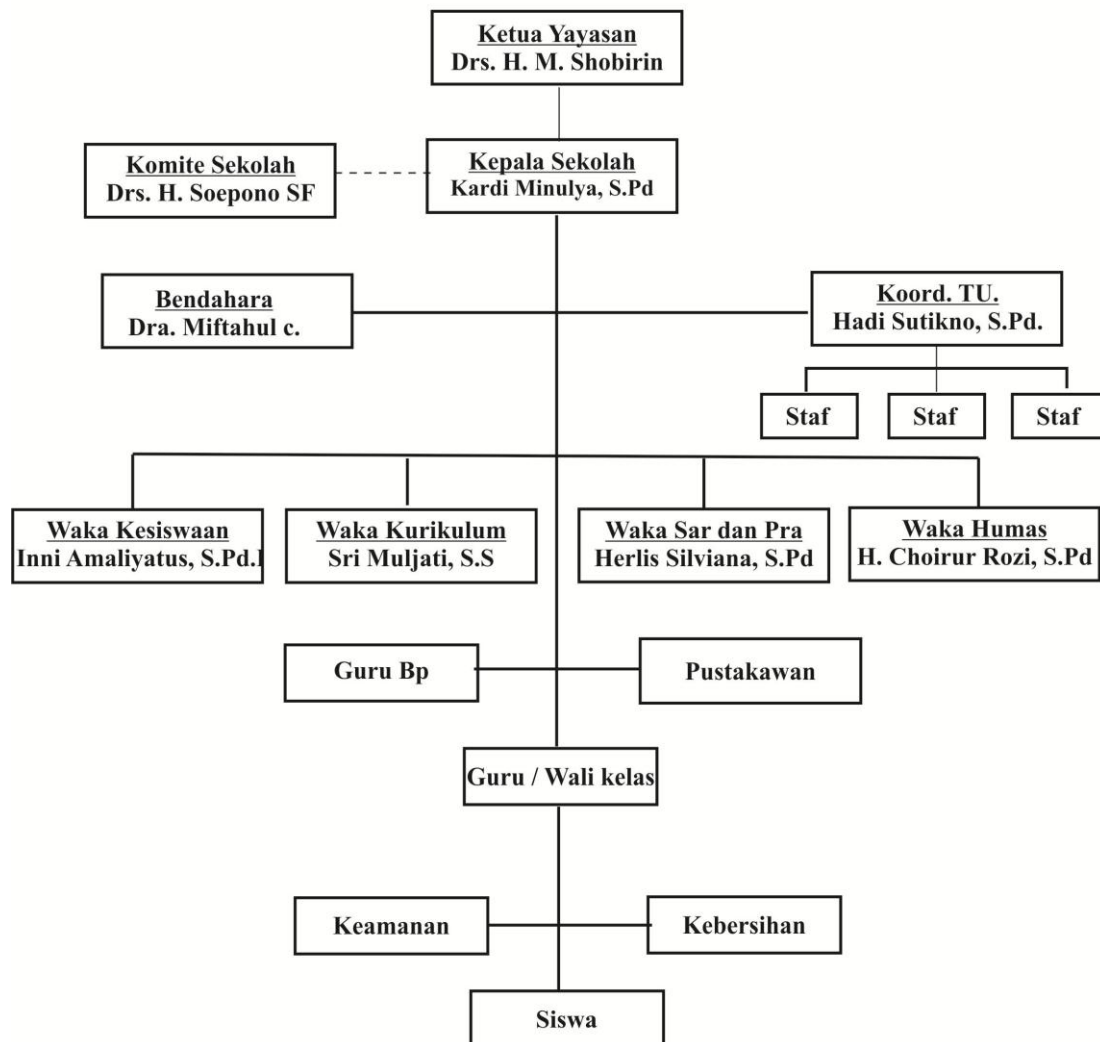 Ketua Yayasan
Drs. H. M. Shobirin
Komite Sekolah
Drs. H. Soepono SF
Kepala Sekolah
Kardi Minulya, S.Pd
Bendahara
Dra. Miftahul c.
Koord. TU.
Hadi Sutikno, S.Pd.
Staf
Staf
Staf
Waka Kesiswaan
Inni Amaliyatus, S.Pd.I
Waka Kurikulum
Sri Muljati, S.S
Waka Sar dan Pra
Herlis Silviana, S.Pd
Waka Humas
H. Choirur Rozi, S.Pd
Guru Bp
Pustakawan
Guru / Wali kelas
Keamanan
Kebersihan
Siswa